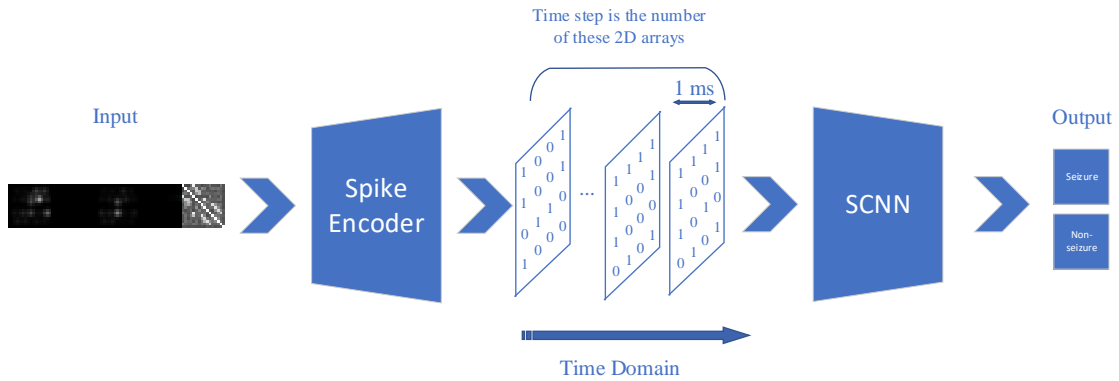 Time step is the number
of these 2D arrays
1 ms
Input
Output
Spike
Encoder
...
SCNN
Seizure
Non-
seizure
Time Domain